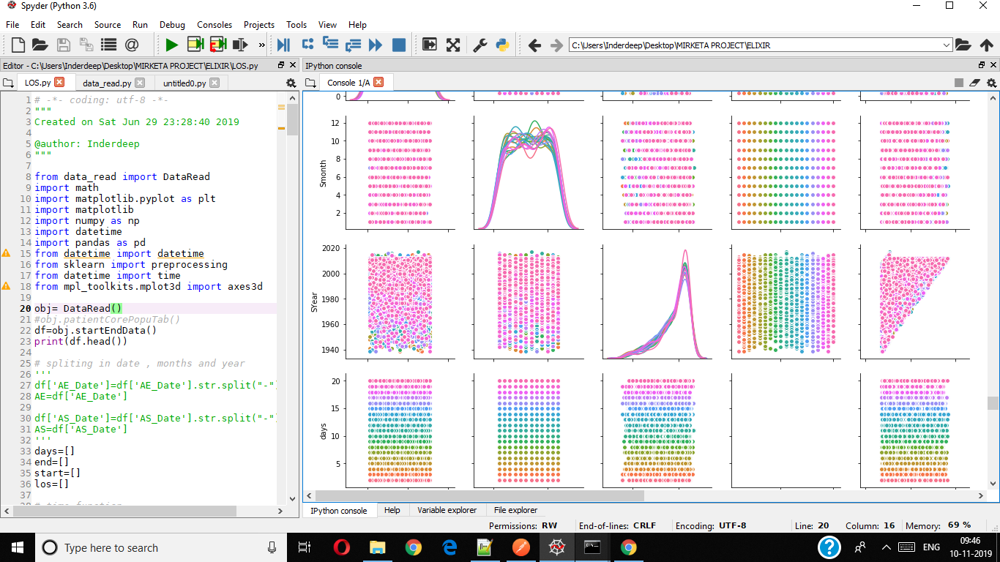 Spyder (Python 3.6)
File Edit Search Source Run Debug Consoles Projects Tools View Help
C:\Users\Inderdeep\Desktop\MIRKETA PROJECT\ELIXIR
Editor - C:\Users\Inderdeep\Desktop\MIRKETA PROJECT\ELIXIR\LOS.py
LOS.py data_read.py untitled0.py
1 # -*- coding: utf-8 -*-
2 """
3 Created on Sat Jun 29 23:28:40 2019
4
5 @author: Inderdeep
6 """
7
8 from data_read import DataRead
9 import math
10 import matplotlib.pyplot as plt
11 import matplotlib
12 import numpy as np
13 import datetime
14 import pandas as pd
15 from datetime import datetime
16 from sklearn import preprocessing
17 from datetime import time
18 from mpl_toolkits.mplot3d import axes3d
19
20 obj= DataRead()
21 #obj.patientCorePopuTab()
22 df=obj.startEndData()
23 print(df.head())
24
25 # spliting in date , months and year
26 '''
27 df['AE_Date']=df['AE_Date'].str.split("-")
28 AE=df['AE_Date']
29
30 df['AS_Date']=df['AS_Date'].str.split("-")
31 AS=df['AS_Date']
32 '''
33 days=[]
34 end=[]
35 start=[]
36 los=[]
37
IPython console
Console 1/A
0
12
10
8
6
4
2
Smonth
2020
2000
1980
1960
1940
SYear
20
15
10
5
days
IPython console Help Variable explorer File explorer
Permissions: RW End-of-lines: CRLF Encoding: UTF-8 Line: 20 Column: 16 Memory: 69 %
Type here to search
ENG
09:46
10-11-2019